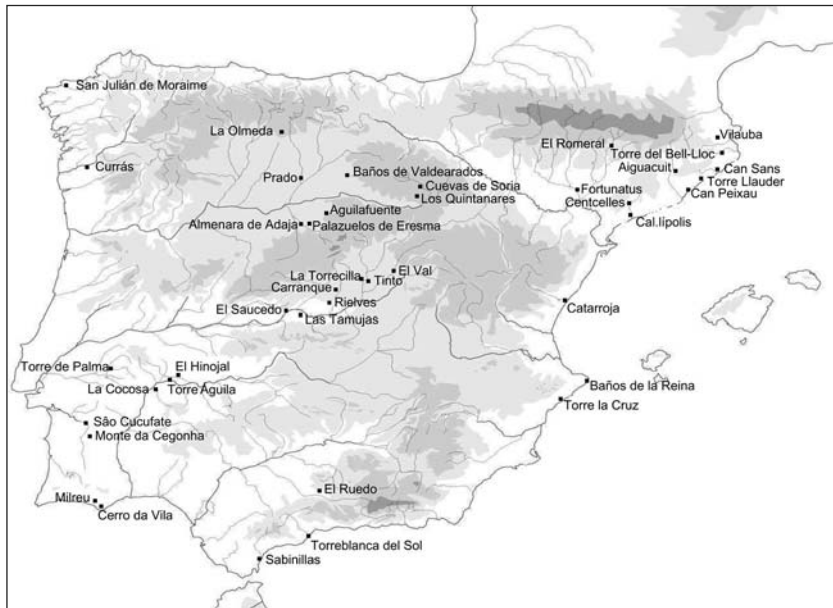 San Julián de Moraime
La Olmeda
Vilauba
El Romeral
Torre del Bell-Lloc
Currás
Aiguacuit
Can Sans
Prado
Baños de Valdearados
Torre Llauder
Cuevas de Soria
Fortunatus
Can Peixau
Los Quintanares
Centcelles
Aguilafuente
Cal.lípolis
Almenara de Adaja
Palazuelos de Eresma
La Torrecilla
El Val
Tinto
Carranque
Rielves
Catarroja
El Saucedo
Las Tamujas
Torre de Palma
El Hinojal
La Cocosa
Torre Águila
Baños de la Reina
Torre la Cruz
Sâo Cucufate
Monte da Cegonha
El Ruedo
Milreu
Cerro da Vila
Torreblanca del Sol
Sabinillas